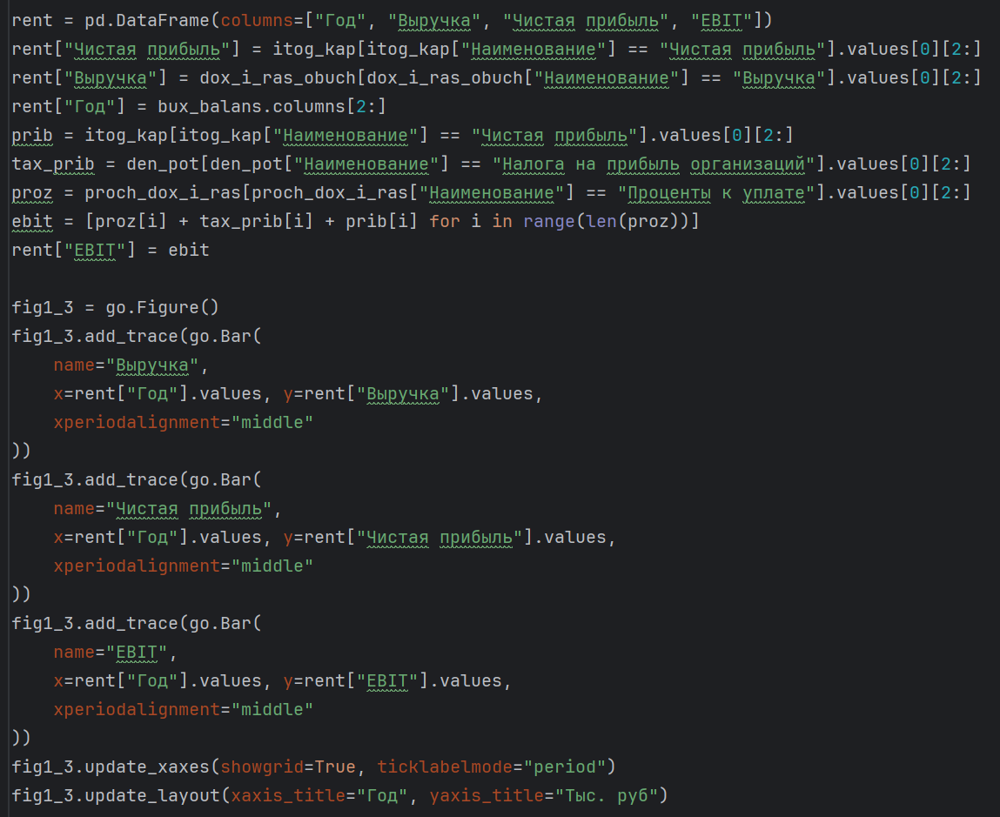 rent = pd.DataFrame(columns=["Год", "Выручка", "Чистая прибыль", "EBIT"])
rent["Чистая прибыль"] = itog_kap[itog_kap["Наименование"] == "Чистая прибыль"].values[0][2:]
rent["Выручка"] = dox_i_ras_obuch[dox_i_ras_obuch["Наименование"] == "Выручка"].values[0][2:]
rent["Год"] = bux_balans.columns[2:]
prib = itog_kap[itog_kap["Наименование"] == "Чистая прибыль"].values[0][2:]
tax_prib = den_pot[den_pot["Наименование"] == "Налога на прибыль организаций"].values[0][2:]
proz = proch_dox_i_ras[proch_dox_i_ras["Наименование"] == "Проценты к уплате"].values[0][2:]
ebit = [proz[i] + tax_prib[i] + prib[i] for i in range(len(proz))]
rent["EBIT"] = ebit

fig1_3 = go.Figure()
fig1_3.add_trace(go.Bar(
    name="Выручка",
    x=rent["Год"].values, y=rent["Выручка"].values,
    xperiodalignment="middle"
))
fig1_3.add_trace(go.Bar(
    name="Чистая прибыль",
    x=rent["Год"].values, y=rent["Чистая прибыль"].values,
    xperiodalignment="middle"
))
fig1_3.add_trace(go.Bar(
    name="EBIT",
    x=rent["Год"].values, y=rent["EBIT"].values,
    xperiodalignment="middle"
))
fig1_3.update_xaxes(showgrid=True, ticklabelmode="period")
fig1_3.update_layout(xaxis_title="Год", yaxis_title="Тыс. руб")